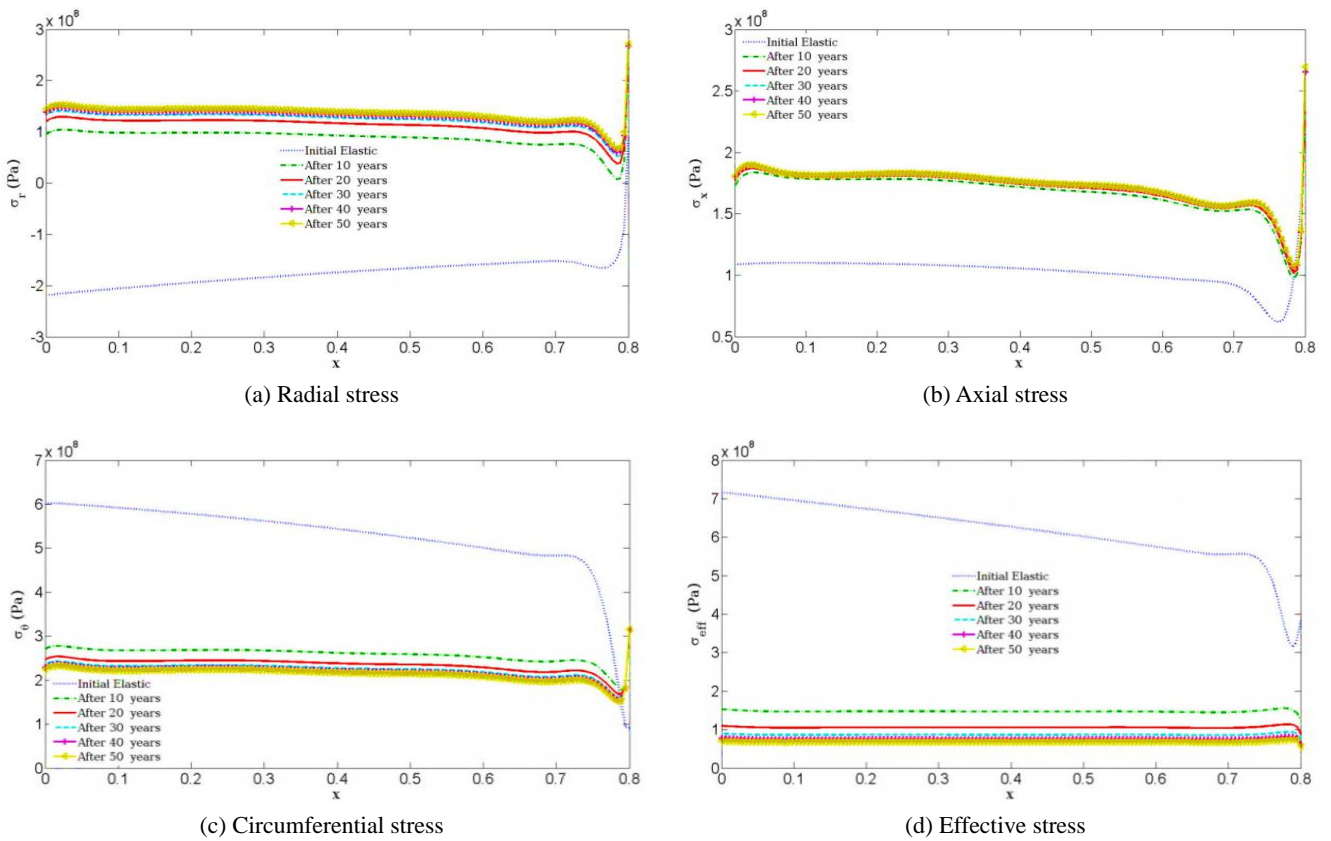 x 10⁸
3
2
1
0
-1
-2
-3
σr (Pa)
Initial Elastic
After 10 years
After 20 years
After 30 years
After 40 years
After 50 years
0 0.1 0.2 0.3 0.4 0.5 0.6 0.7 0.8
x
(a) Radial stress
x 10⁸
3
2.5
2
1.5
1
0.5
σx (Pa)
Initial Elastic
After 10 years
After 20 years
After 30 years
After 40 years
After 50 years
0 0.1 0.2 0.3 0.4 0.5 0.6 0.7 0.8
x
(b) Axial stress
x 10⁸
7
6
5
4
3
2
1
0
σθ (Pa)
Initial Elastic
After 10 years
After 20 years
After 30 years
After 40 years
After 50 years
0 0.1 0.2 0.3 0.4 0.5 0.6 0.7 0.8
x
(c) Circumferential stress
x 10⁸
8
7
6
5
4
3
2
1
0
σeff (Pa)
Initial Elastic
After 10 years
After 20 years
After 30 years
After 40 years
After 50 years
0 0.1 0.2 0.3 0.4 0.5 0.6 0.7 0.8
x
(d) Effective stress